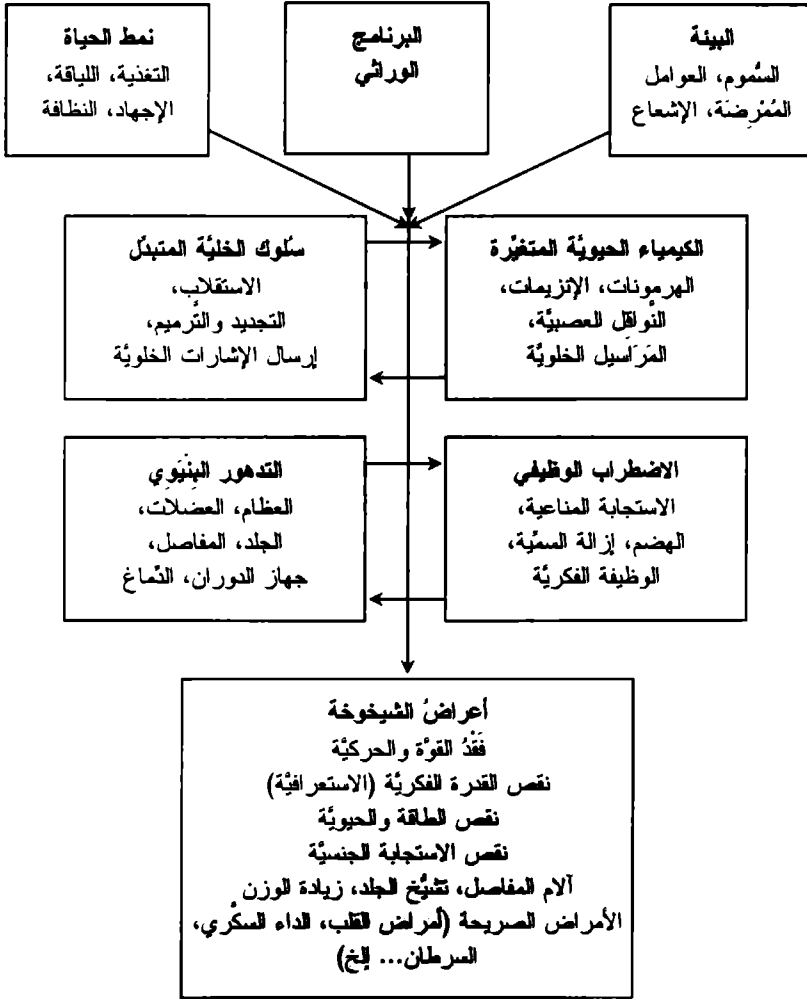 البيئة
السُّموم، العوامل
المُمْرِضَة، الإشعاع
البرنامج
الوراثي
نمط الحياة
التغذية، اللياقة،
الإجهاد، النظافة
الكيمياء الحيويَّة المتغيِّرة
الهرمونات، الإنزيمات،
النَّواقل العصبيَّة،
المَرَاسيل الخلويَّة
سُلوك الخليَّة المتبدِّل
الاستقلاب،
التجديد والتَّرميم،
إرسال الإشارات الخلويَّة
الاضطراب الوظيفي
الاستجابة المناعية،
الهضم، إزالة السمِّية،
الوظيفة الفكريَّة
التدهور البِنْيَوِي
العظام، العضلات،
الجلد، المفاصل،
جهاز الدوران، الدِّماغ
أعراضُ الشيخوخة
فَقْدُ القوَّة والحركيَّة
نقص القدرة الفكريَّة (الاستعرافيَّة)
نقص الطاقة والحيويَّة
نقص الاستجابة الجنسيَّة
آلام المفاصل، تشيُّخ الجلد، زيادة الوزن
الأمراض الصريحة (أمراض القلب، الداء السكَّري،
السرطان... إلخ)